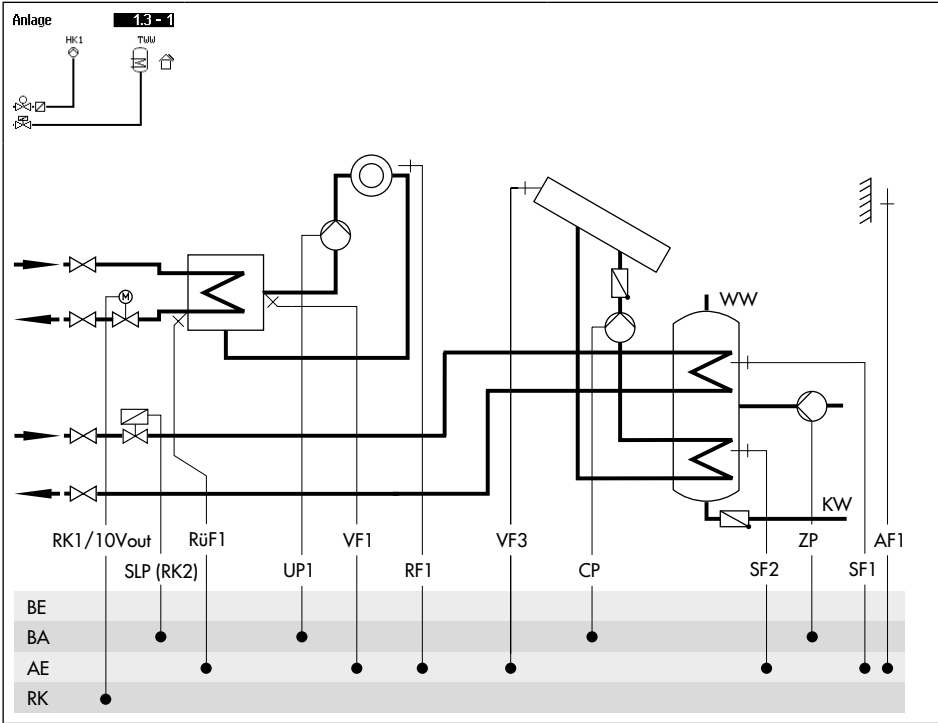 Anlage 1.3 - 1
HK1 TWW
M
WW
KW
RK1/10Vout RüF1 VF1 VF3 ZP AF1
SLP (RK2) UP1 RF1 CP SF2 SF1
BE
BA
AE
RK